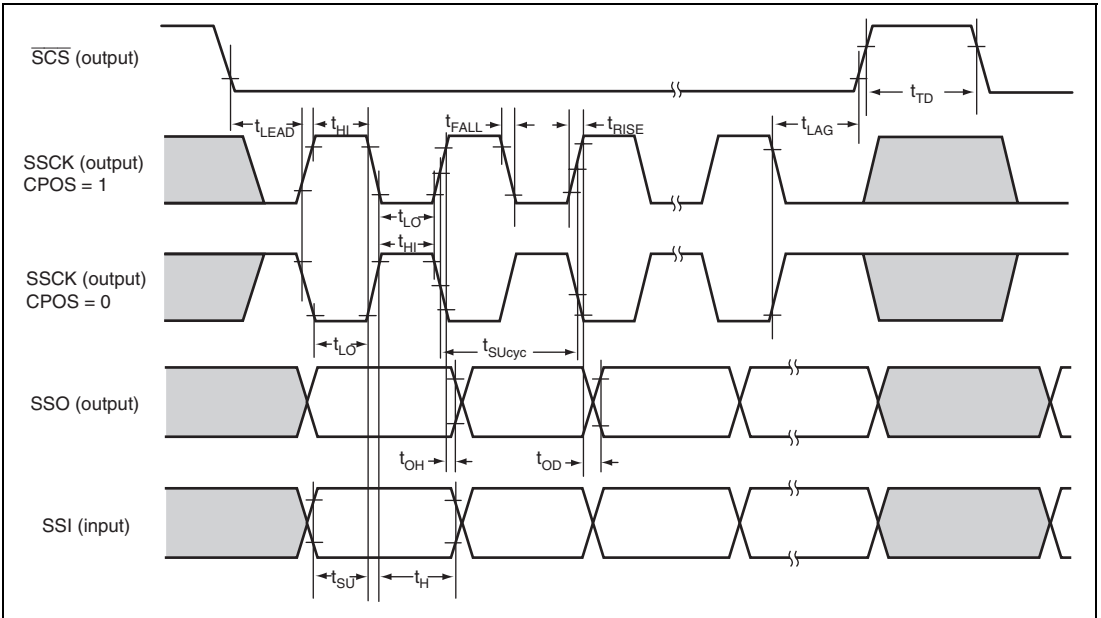 SCS (output)
tTD
tLEAD
tHI
tFALL
tRISE
tLAG
SSCK (output)
CPOS = 1
tLO
tHI
SSCK (output)
CPOS = 0
tLO
tSUcyc
SSO (output)
tOH
tOD
SSI (input)
tSU
tH